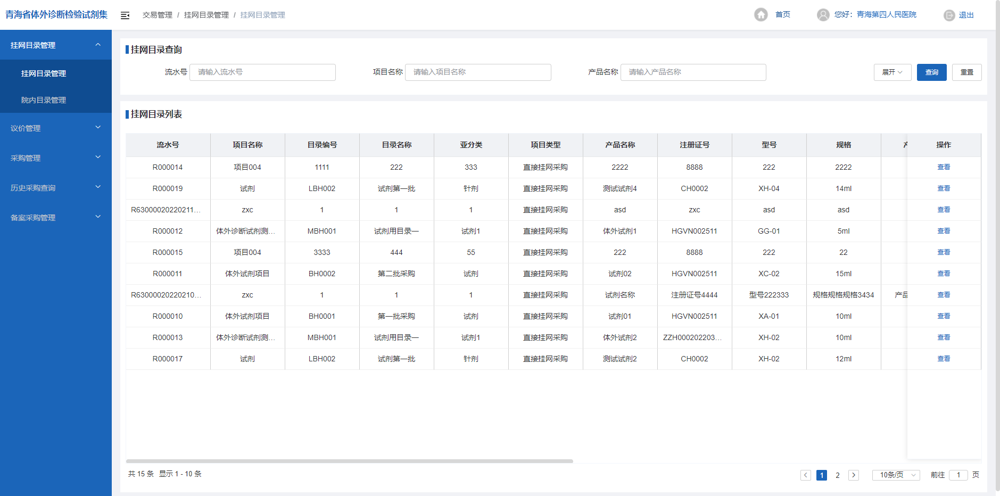 青海省体外诊断检验试剂集
交易管理 / 挂网目录管理 / 挂网目录管理
首页
您好：青海第四人民医院
退出
挂网目录管理
挂网目录管理
院内目录管理
议价管理
采购管理
历史采购查询
备案采购管理
挂网目录查询
流水号 请输入流水号 项目名称 请输入项目名称 产品名称 请输入产品名称 展开 查询 重置
挂网目录列表
流水号 项目名称 目录编号 目录名称 亚分类 项目类型 产品名称 注册证号 型号 规格 操作
R000014 项目004 1111 222 333 直接挂网采购 2222 8888 222 2222 查看
R000019 试剂 LBH002 试剂第一批 针剂 直接挂网采购 测试试剂4 CH0002 XH-04 14ml 查看
R63000020220211... zxc 1 1 1 直接挂网采购 asd zxc asd asd 查看
R000012 体外诊断试剂测... MBH001 试剂用目录一 试剂1 直接挂网采购 体外试剂1 HGVN002511 GG-01 5ml 查看
R000015 项目004 3333 444 55 直接挂网采购 222 8888 222 22 查看
R000011 体外试剂项目 BH0002 第二批采购 试剂 直接挂网采购 试剂02 HGVN002511 XC-02 15ml 查看
R63000020220210... zxc 1 1 1 直接挂网采购 试剂名称 注册证号4444 型号222333 规格规格规格3434 产品 查看
R000010 体外试剂项目 BH0001 第一批采购 试剂 直接挂网采购 试剂01 HGVN002511 XA-01 10ml 查看
R000013 体外诊断试剂测... MBH001 试剂用目录一 试剂1 直接挂网采购 体外试剂2 ZZH000202203... XH-02 10ml 查看
R000017 试剂 LBH002 试剂第一批 针剂 直接挂网采购 测试试剂2 CH0002 XH-02 12ml 查看
共 15 条 显示 1 - 10 条
1 2 10条/页 前往 1 页